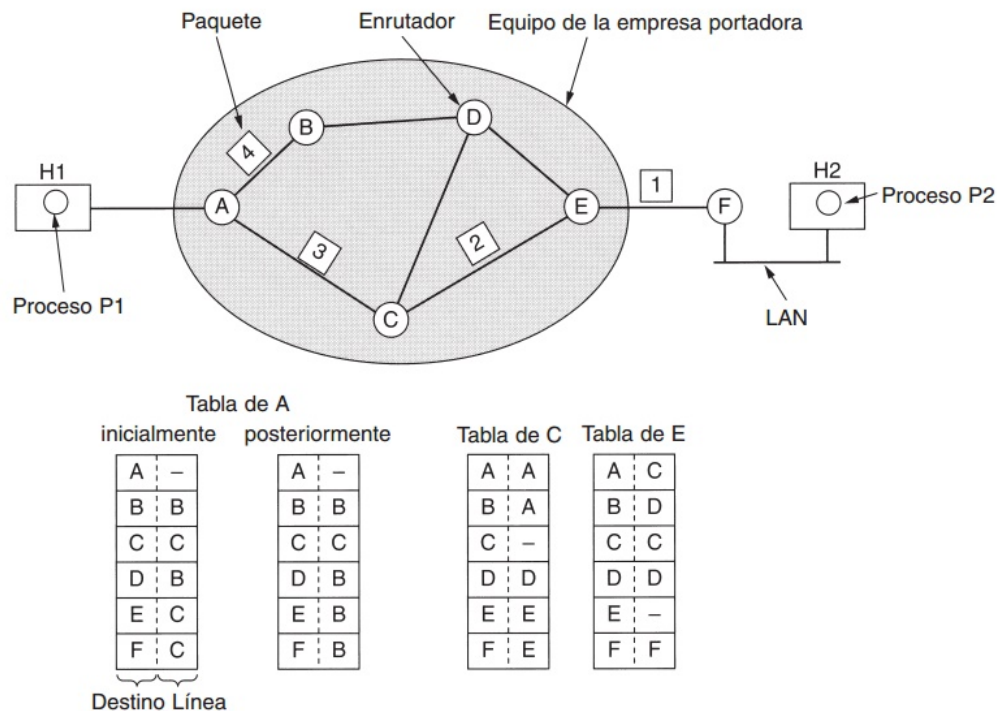 Paquete Enrutador Equipo de la empresa portadora
B D
4
H1 1 H2
Proceso P2
A E F
3 2
Proceso P1
C
LAN
Tabla de A
inicialmente posteriormente Tabla de C Tabla de E
A – A – A A A C
B B B B B A B D
C C C C C – C C
D B D B D D D D
E C E B E E E –
F C F B F E F F
Destino Línea